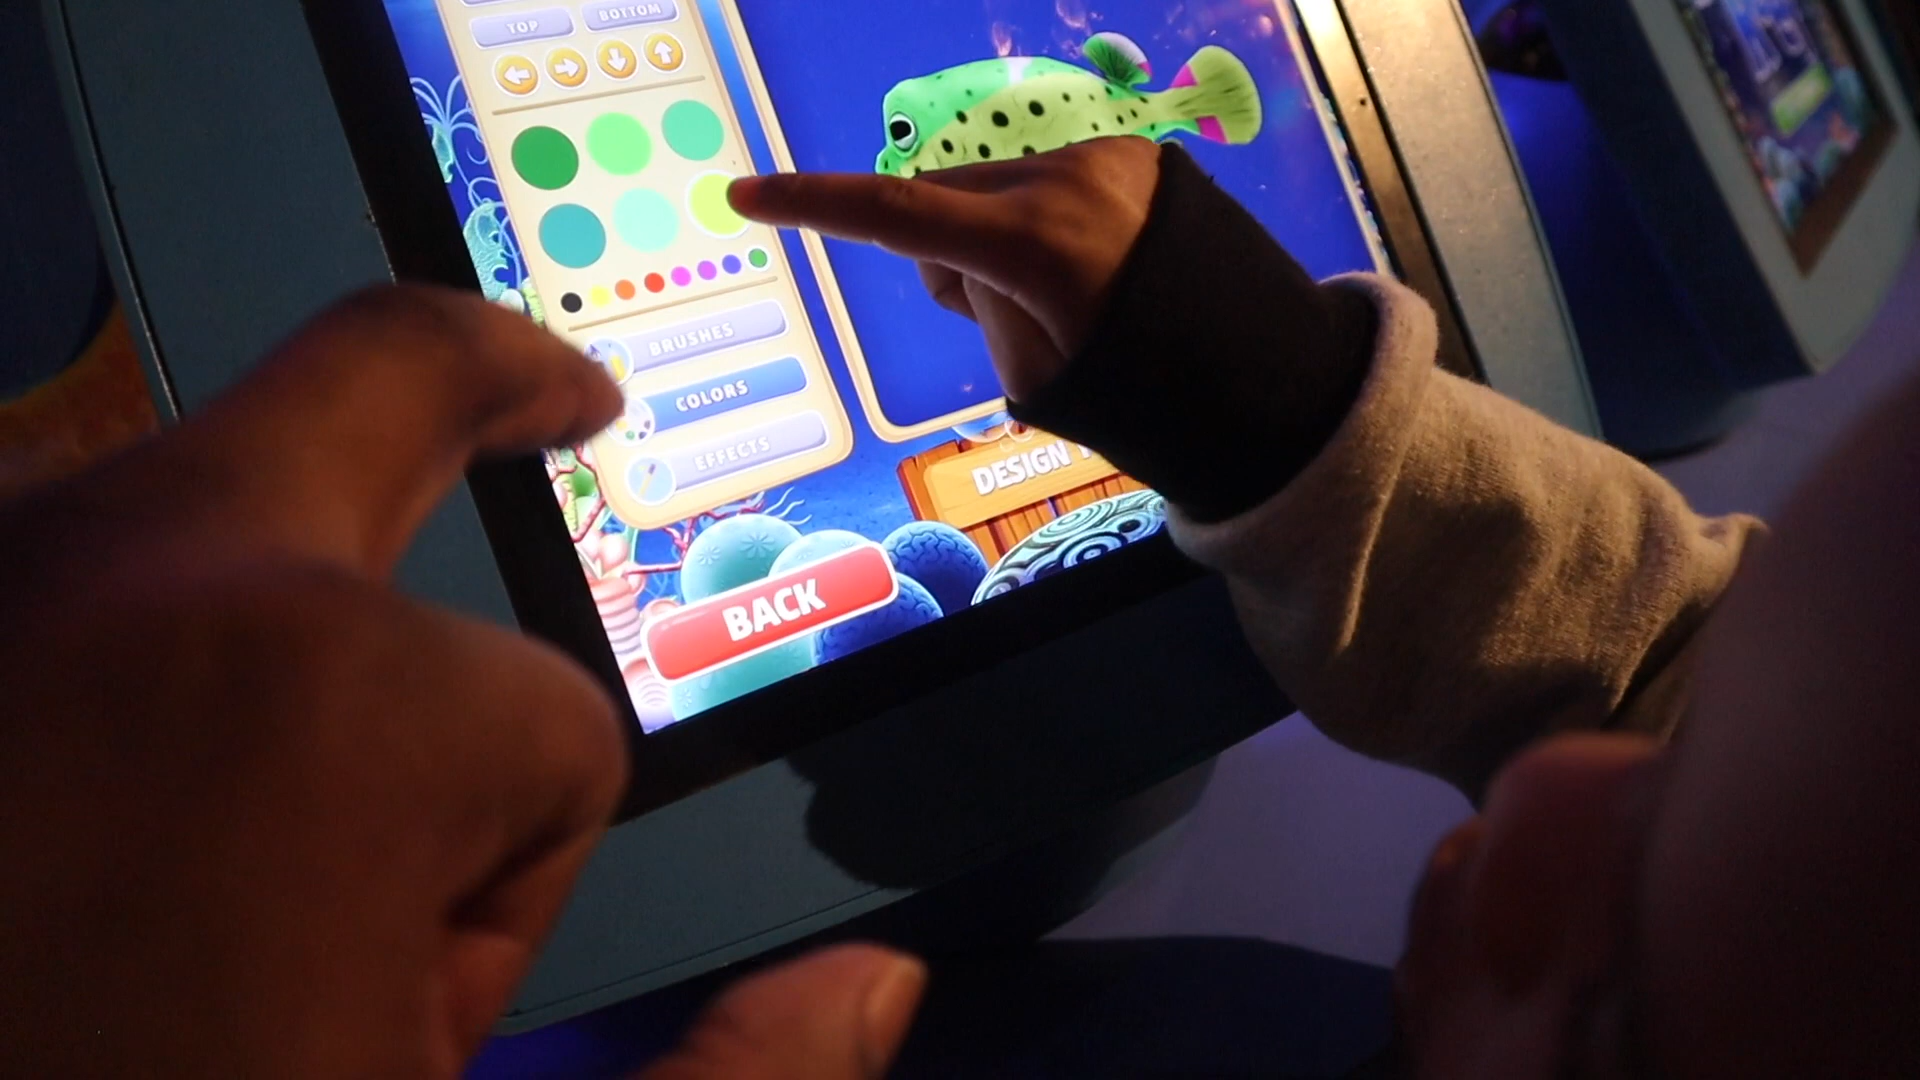 TOP
BOTTOM
BRUSHES
COLORS
EFFECTS
DESIGN
BACK